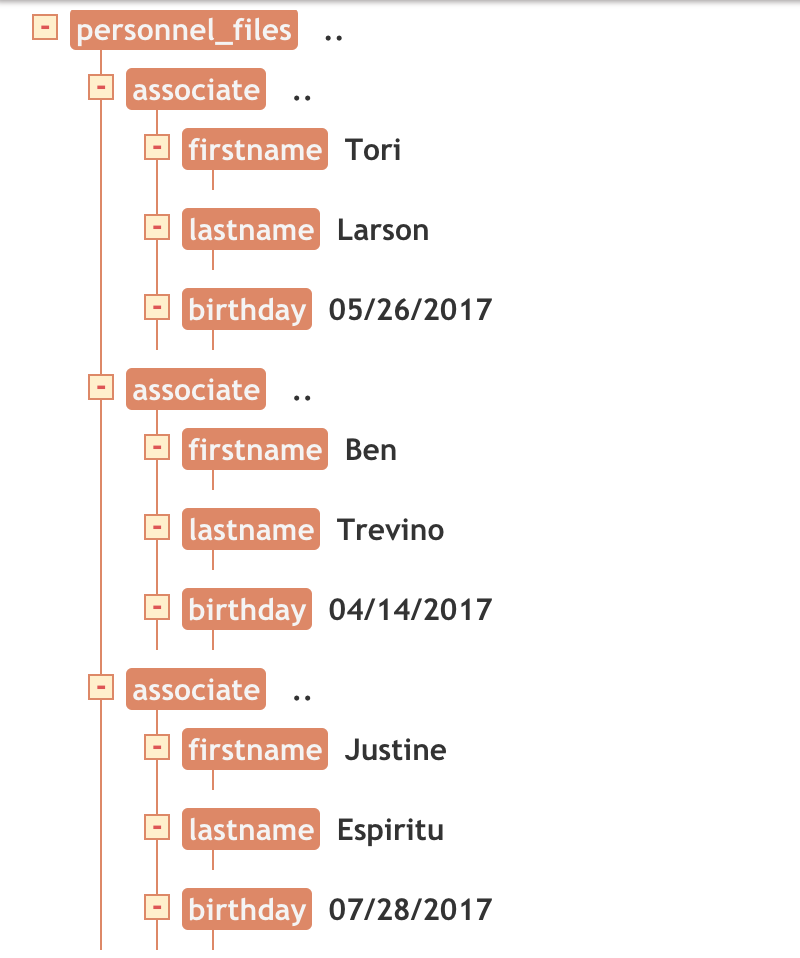 - personnel_files ..
- associate ..
- firstname Tori
- lastname Larson
- birthday 05/26/2017
- associate ..
- firstname Ben
- lastname Trevino
- birthday 04/14/2017
- associate ..
- firstname Justine
- lastname Espiritu
- birthday 07/28/2017